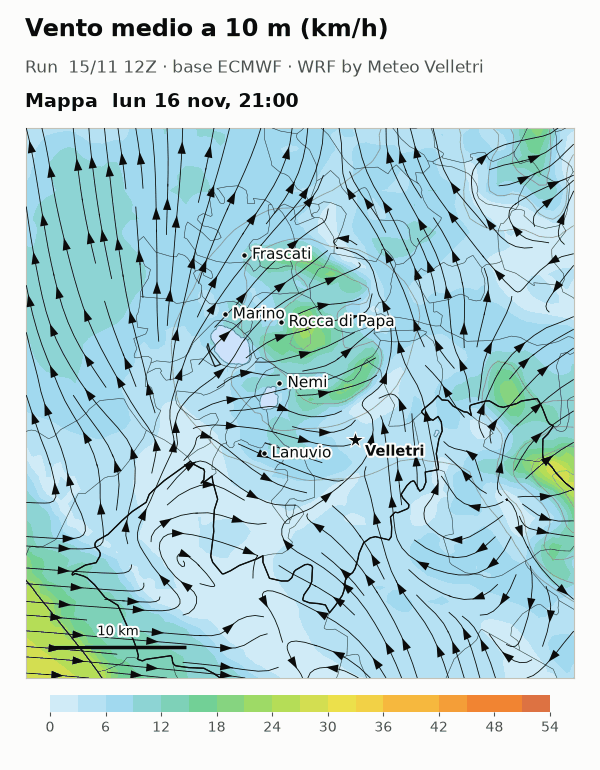 Vento medio a 10 m (km/h)
Run  15/11 12Z · base ECMWF · WRF by Meteo Velletri
Mappa  lun 16 nov, 21:00
Frascati
Marino
Rocca di Papa
Nemi
Velletri
Lanuvio
10 km
0 6 12 18 24 30 36 42 48 54